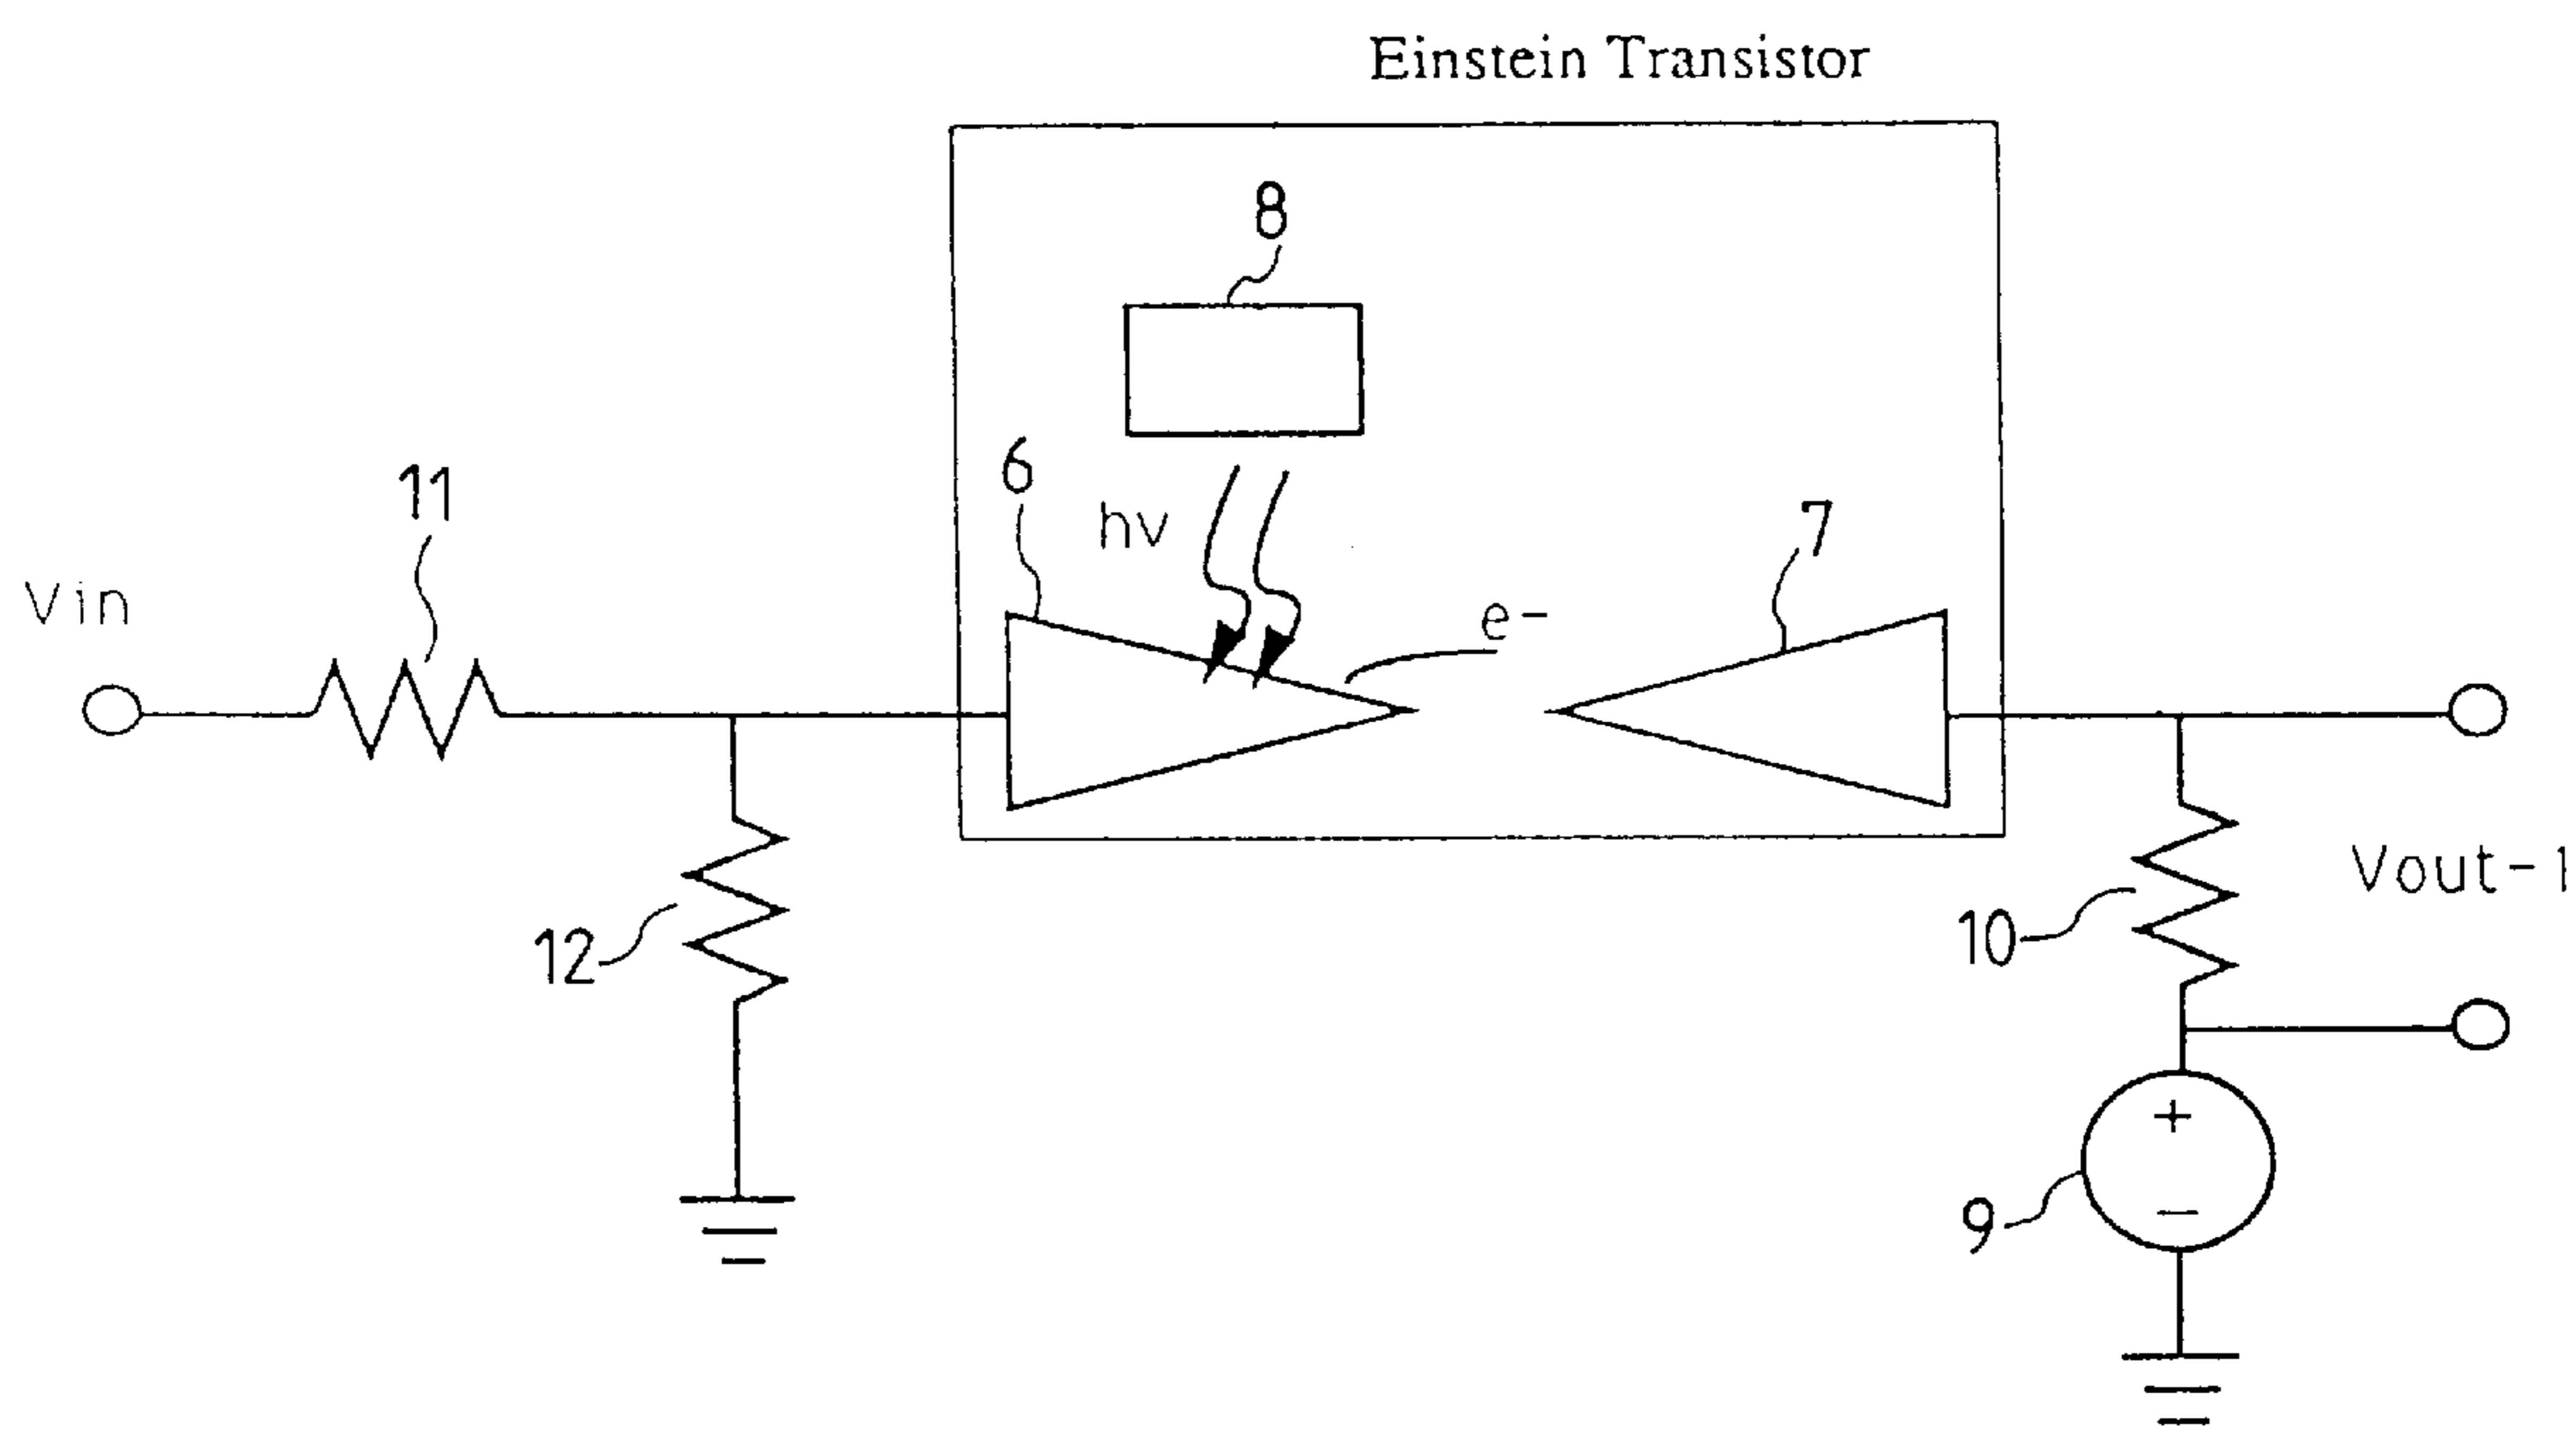 Einstein Transistor
8
6
11
hv
7
Vin
e-
Vout-1
12
10
+
9
−